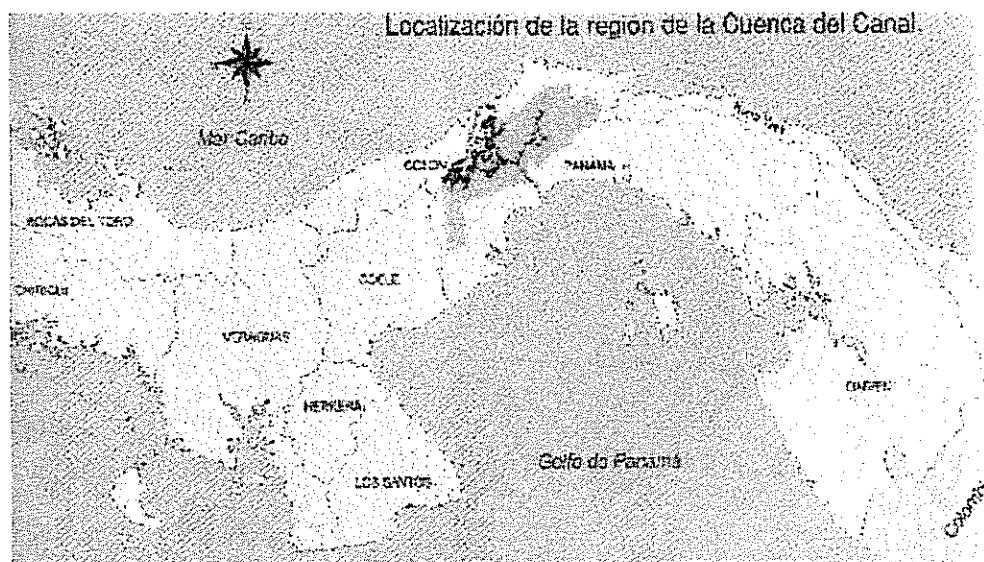 Localización de la region de la Cuenca del Canal.
Mar Caribe
COLON
PANAMA
BOCAS DEL TORO
COCLE
CHIRIQUI
VERAGUAS
DARIEN
HERRERA
Golfo de Panamá
LOS SANTOS